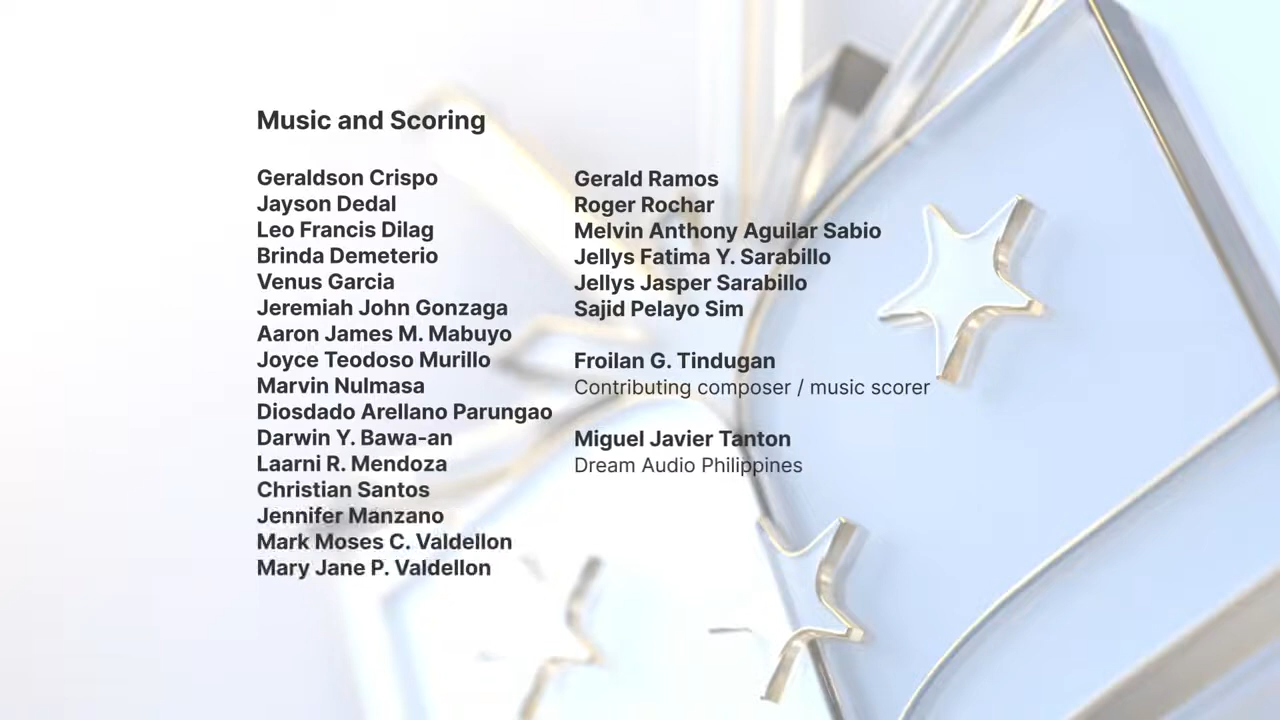 Music and Scoring
Geraldson Crispo
Jayson Dedal
Leo Francis Dilag
Brinda Demeterio
Venus Garcia
Jeremiah John Gonzaga
Aaron James M. Mabuyo
Joyce Teodoso Murillo
Marvin Nulmasa
Diosdado Arellano Parungao
Darwin Y. Bawa-an
Laarni R. Mendoza
Christian Santos
Jennifer Manzano
Mark Moses C. Valdellon
Mary Jane P. Valdellon
Gerald Ramos
Roger Rochar
Melvin Anthony Aguilar Sabio
Jellys Fatima Y. Sarabillo
Jellys Jasper Sarabillo
Sajid Pelayo Sim
Froilan G. Tindugan
Contributing composer / music scorer
Miguel Javier Tanton
Dream Audio Philippines